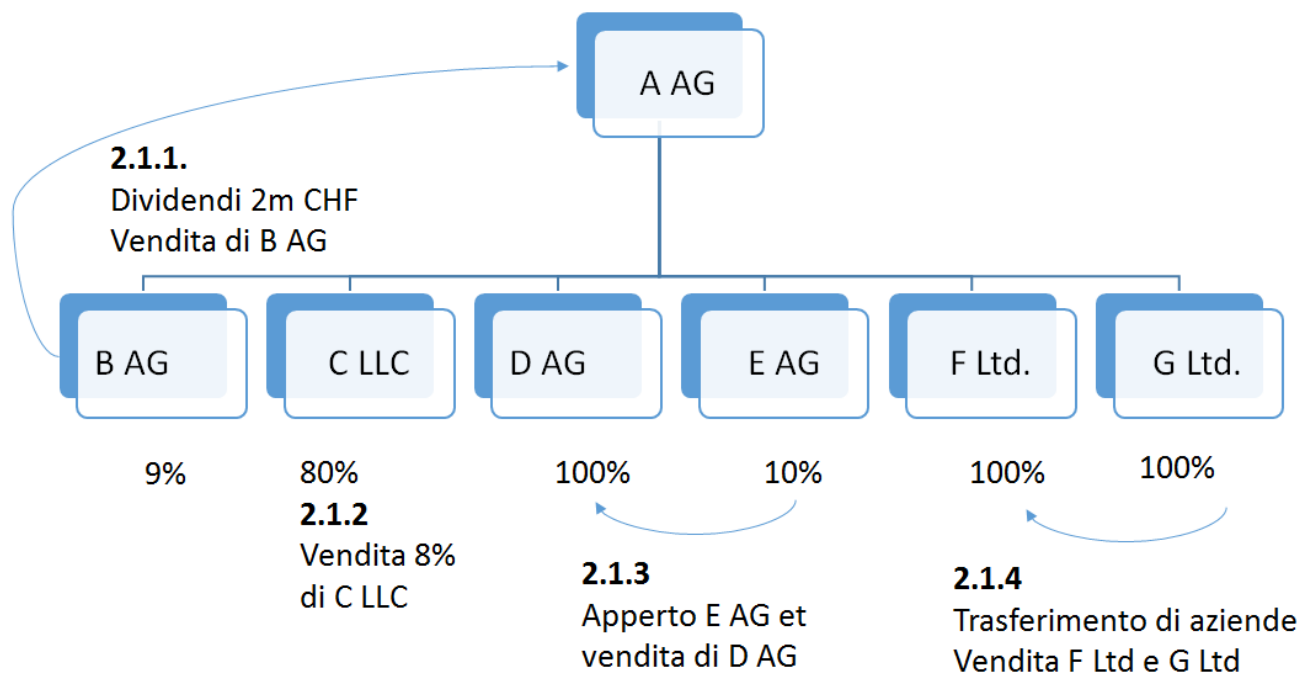 A AG
2.1.1.
Dividendi 2m CHF
Vendita di B AG
B AG
C LLC
D AG
E AG
F Ltd.
G Ltd.
9%
80%
100%
10%
100%
100%
2.1.2
Vendita 8%
di C LLC
2.1.3
Apperto E AG et
vendita di D AG
2.1.4
Trasferimento di aziende
Vendita F Ltd e G Ltd